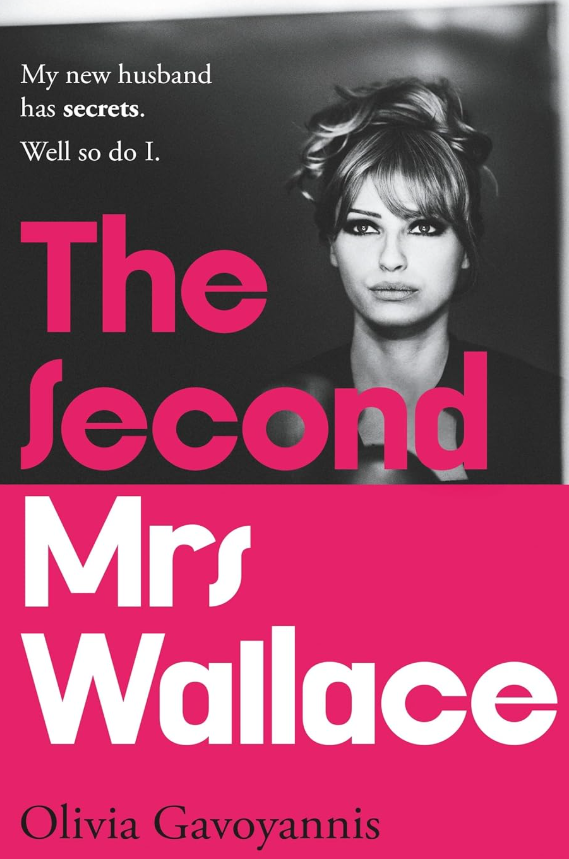 My new husband
has secrets.
Well so do I.
The
Second
Mrs
Wallace
Olivia Gavoyannis